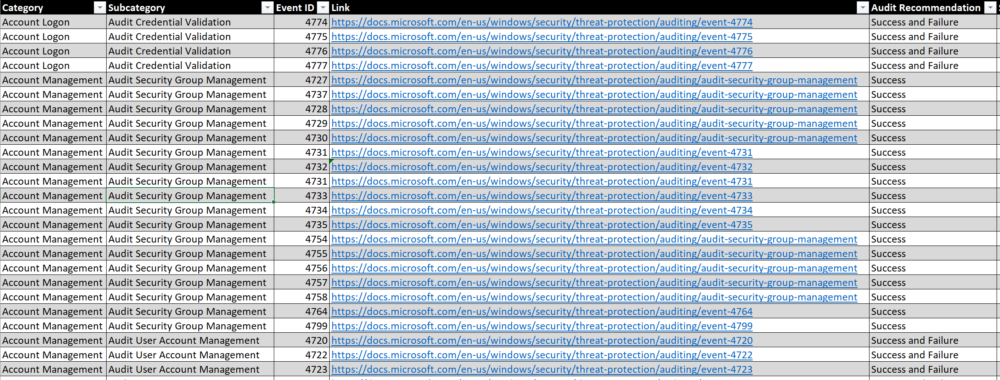 Category Subcategory Event ID Link Audit Recommendation
Account Logon Audit Credential Validation 4774 https://docs.microsoft.com/en-us/windows/security/threat-protection/auditing/event-4774 Success and Failure
Account Logon Audit Credential Validation 4775 https://docs.microsoft.com/en-us/windows/security/threat-protection/auditing/event-4775 Success and Failure
Account Logon Audit Credential Validation 4776 https://docs.microsoft.com/en-us/windows/security/threat-protection/auditing/event-4776 Success and Failure
Account Logon Audit Credential Validation 4777 https://docs.microsoft.com/en-us/windows/security/threat-protection/auditing/event-4777 Success and Failure
Account Management Audit Security Group Management 4727 https://docs.microsoft.com/en-us/windows/security/threat-protection/auditing/audit-security-group-management Success
Account Management Audit Security Group Management 4737 https://docs.microsoft.com/en-us/windows/security/threat-protection/auditing/audit-security-group-management Success
Account Management Audit Security Group Management 4728 https://docs.microsoft.com/en-us/windows/security/threat-protection/auditing/audit-security-group-management Success
Account Management Audit Security Group Management 4729 https://docs.microsoft.com/en-us/windows/security/threat-protection/auditing/audit-security-group-management Success
Account Management Audit Security Group Management 4730 https://docs.microsoft.com/en-us/windows/security/threat-protection/auditing/audit-security-group-management Success
Account Management Audit Security Group Management 4731 https://docs.microsoft.com/en-us/windows/security/threat-protection/auditing/event-4731 Success
Account Management Audit Security Group Management 4732 https://docs.microsoft.com/en-us/windows/security/threat-protection/auditing/event-4732 Success
Account Management Audit Security Group Management 4731 https://docs.microsoft.com/en-us/windows/security/threat-protection/auditing/event-4731 Success
Account Management Audit Security Group Management 4733 https://docs.microsoft.com/en-us/windows/security/threat-protection/auditing/event-4733 Success
Account Management Audit Security Group Management 4734 https://docs.microsoft.com/en-us/windows/security/threat-protection/auditing/event-4734 Success
Account Management Audit Security Group Management 4735 https://docs.microsoft.com/en-us/windows/security/threat-protection/auditing/event-4735 Success
Account Management Audit Security Group Management 4754 https://docs.microsoft.com/en-us/windows/security/threat-protection/auditing/audit-security-group-management Success
Account Management Audit Security Group Management 4755 https://docs.microsoft.com/en-us/windows/security/threat-protection/auditing/audit-security-group-management Success
Account Management Audit Security Group Management 4756 https://docs.microsoft.com/en-us/windows/security/threat-protection/auditing/audit-security-group-management Success
Account Management Audit Security Group Management 4757 https://docs.microsoft.com/en-us/windows/security/threat-protection/auditing/audit-security-group-management Success
Account Management Audit Security Group Management 4758 https://docs.microsoft.com/en-us/windows/security/threat-protection/auditing/audit-security-group-management Success
Account Management Audit Security Group Management 4764 https://docs.microsoft.com/en-us/windows/security/threat-protection/auditing/event-4764 Success
Account Management Audit Security Group Management 4799 https://docs.microsoft.com/en-us/windows/security/threat-protection/auditing/event-4799 Success
Account Management Audit User Account Management 4720 https://docs.microsoft.com/en-us/windows/security/threat-protection/auditing/event-4720 Success and Failure
Account Management Audit User Account Management 4722 https://docs.microsoft.com/en-us/windows/security/threat-protection/auditing/event-4722 Success and Failure
Account Management Audit User Account Management 4723 https://docs.microsoft.com/en-us/windows/security/threat-protection/auditing/event-4723 Success and Failure